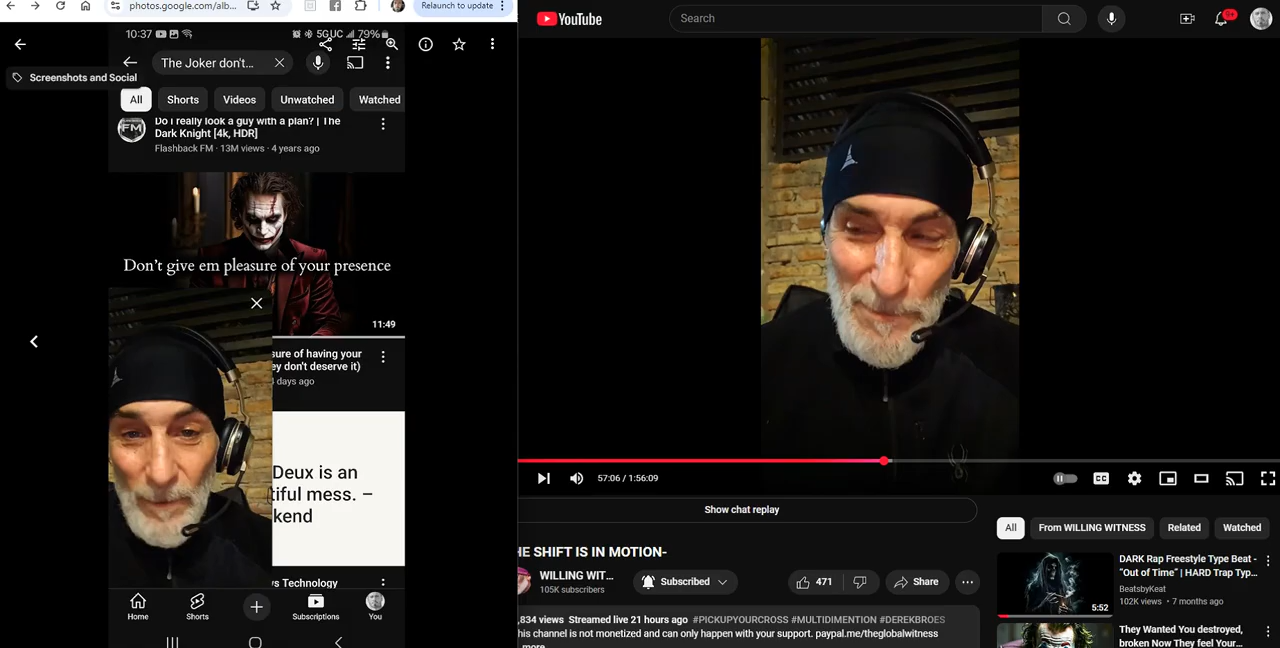 photos.google.com/alb...
Relaunch to update
10:37
5GUC
79%
The Joker don't...
Screenshots and Social
All
Shorts
Videos
Unwatched
Watched
Do I really look a guy with a plan? | The
Dark Knight [4k, HDR]
Flashback FM · 13M views · 4 years ago
FM
Don't give em pleasure of your presence
11:49
sure of having your
ey don't deserve it)
days ago
Deux is an
tiful mess. –
kend
vs Technology
Home
Shorts
Subscriptions
You
YouTube
Search
9+
57:06 / 1:56:09
CC
Show chat replay
HE SHIFT IS IN MOTION-
WILLING WIT...
105K subscribers
Subscribed
471
Share
,834 views Streamed live 21 hours ago #PICKUPYOURCROSS #MULTIDIMENTION #DEREKBROES
his channel is not monetized and can only happen with your support. paypal.me/theglobalwitness
more
All
From WILLING WITNESS
Related
Watched
DARK Rap Freestyle Type Beat -
"Out of Time" | HARD Trap Typ...
BeatsbyKeat
102K views · 7 months ago
5:52
They Wanted You destroyed,
broken Now They feel Your...